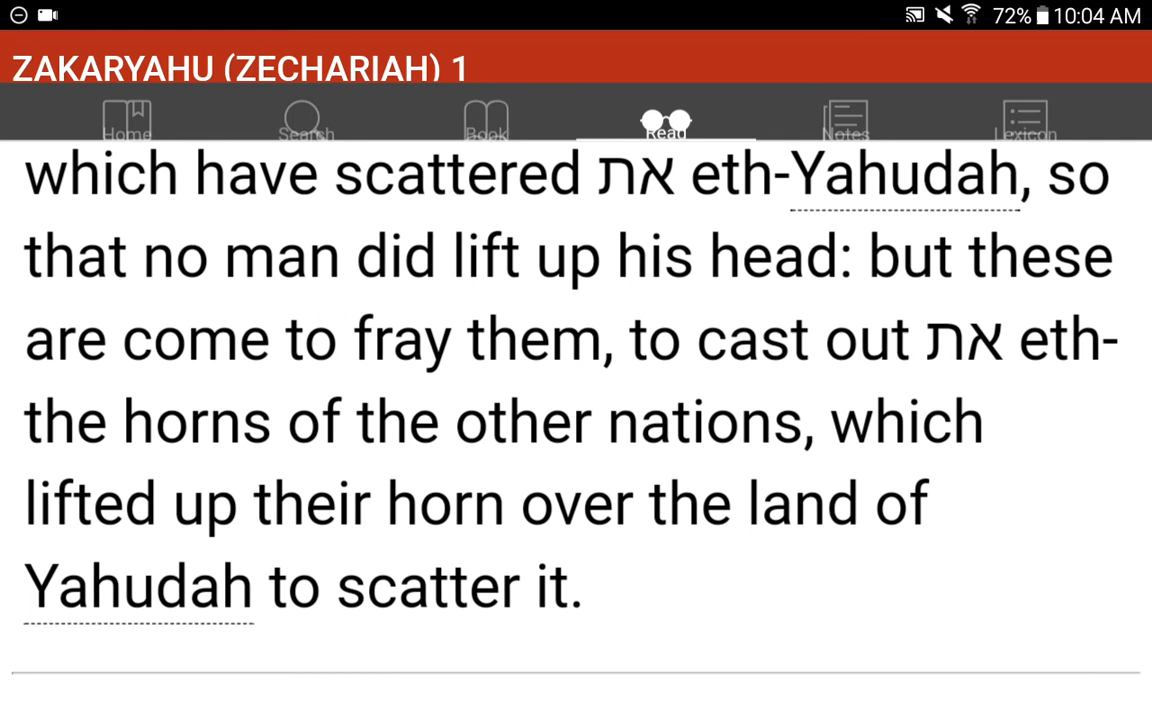 72% 10:04 AM
ZAKARYAHU (ZECHARIAH) 1
Home Search Book Read Notes Lexicon
which have scattered את eth-Yahudah, so
that no man did lift up his head: but these
are come to fray them, to cast out את eth-
the horns of the other nations, which
lifted up their horn over the land of
Yahudah to scatter it.